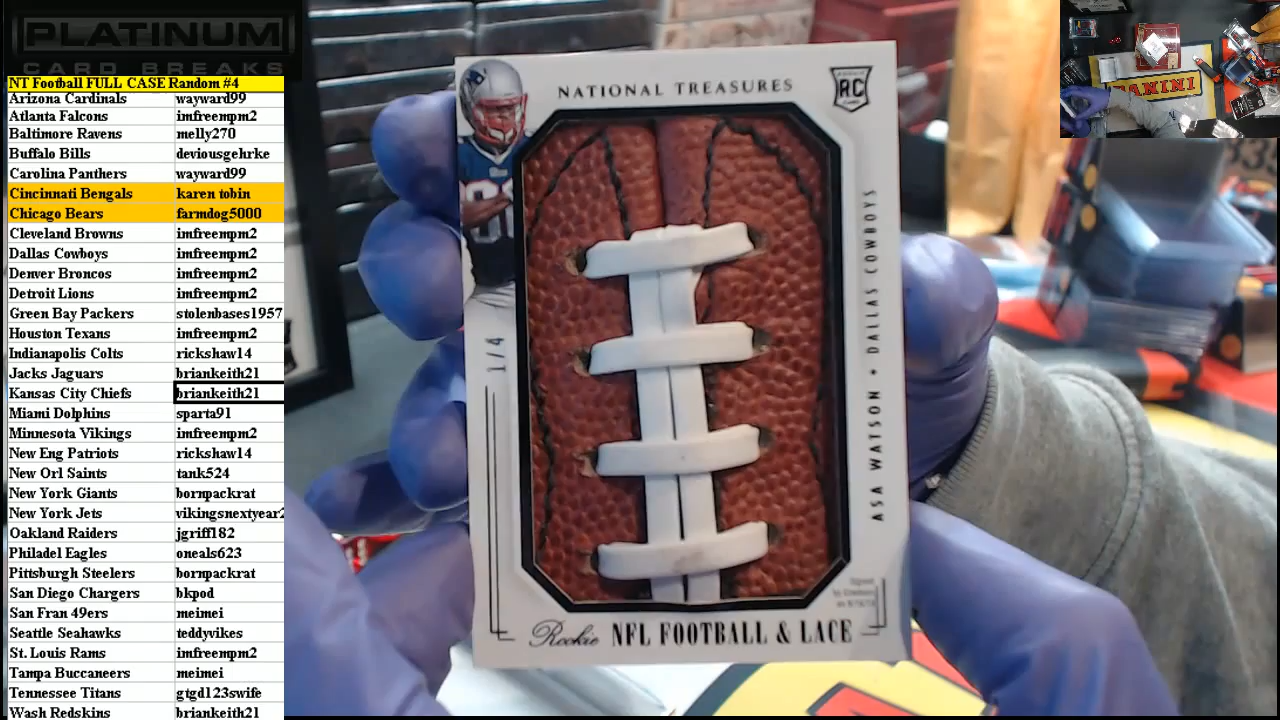 PLATINUM
CARD BREAKS
NT Football FULL CASE Random #4
Arizona Cardinals wayward99
Atlanta Falcons imfreempm2
Baltimore Ravens melly270
Buffalo Bills deviousgehrke
Carolina Panthers wayward99
Cincinnati Bengals karen tobin
Chicago Bears farmdog5000
Cleveland Browns imfreempm2
Dallas Cowboys imfreempm2
Denver Broncos imfreempm2
Detroit Lions imfreempm2
Green Bay Packers stolenbases1957
Houston Texans imfreempm2
Indianapolis Colts rickshaw14
Jacks Jaguars briankeith21
Kansas City Chiefs briankeith21
Miami Dolphins sparta91
Minnesota Vikings imfreempm2
New Eng Patriots rickshaw14
New Orl Saints tank524
New York Giants bornpackrat
New York Jets vikingsnextyear2
Oakland Raiders jgriff182
Philadel Eagles oneals623
Pittsburgh Steelers bornpackrat
San Diego Chargers bkpod
San Fran 49ers meimei
Seattle Seahawks teddyvikes
St. Louis Rams imfreempm2
Tampa Buccaneers meimei
Tennessee Titans gtgd123swife
Wash Redskins briankeith21
NATIONAL TREASURES
RC
1/4
ASA WATSON • DALLAS COWBOYS
Rookie NFL FOOTBALL & LACE
PANINI